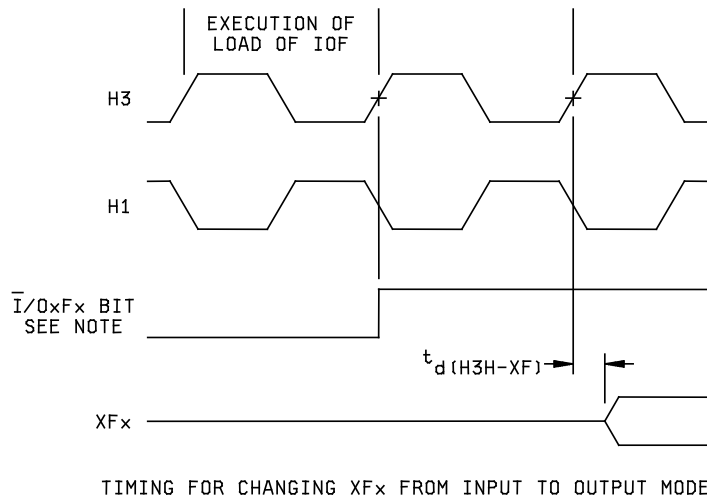 EXECUTION OF
LOAD OF IOF
H3
H1
I̅/OxFx BIT
SEE NOTE
td(H3H-XF)
XFx
TIMING FOR CHANGING XFx FROM INPUT TO OUTPUT MODE